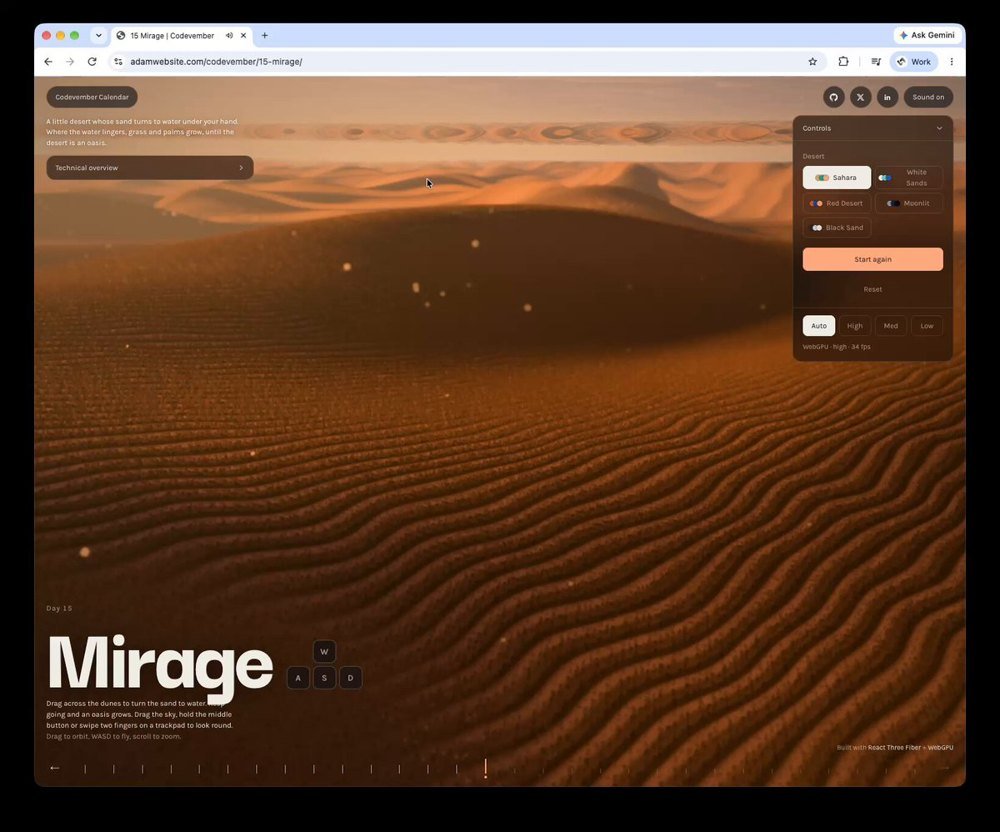 15 Mirage | Codevember
Ask Gemini
adamwebsite.com/codevember/15-mirage/
Work
Codevember Calendar
in
Sound on
A little desert whose sand turns to water under your hand.
Where the water lingers, grass and palms grow, until the
desert is an oasis.
Technical overview
Controls
Desert
Sahara
White
Sands
Red Desert
Moonlit
Black Sand
Start again
Reset
Auto
High
Med
Low
WebGPU · high · 34 fps
Day 15
Mirage
W
A S D
Drag across the dunes to turn the sand to water. Keep
going and an oasis grows. Drag the sky, hold the middle
button or swipe two fingers on a trackpad to look round.
Drag to orbit. WASD to fly, scroll to zoom.
Built with React Three Fiber + WebGPU